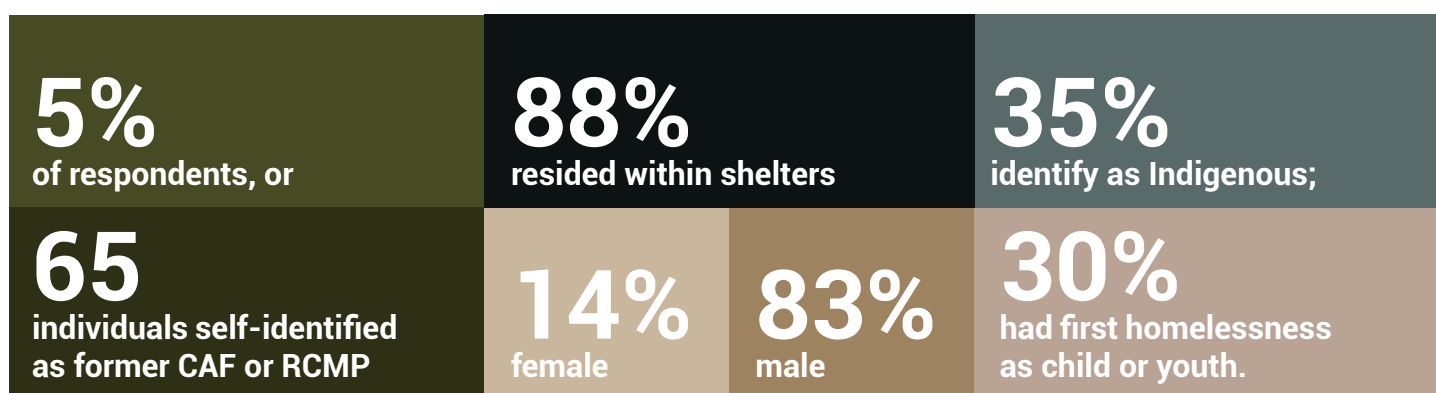 5%
of respondents, or
65
individuals self-identified
as former CAF or RCMP
88%
resided within shelters
14%
female
83%
male
35%
identify as Indigenous;
30%
had first homelessness
as child or youth.